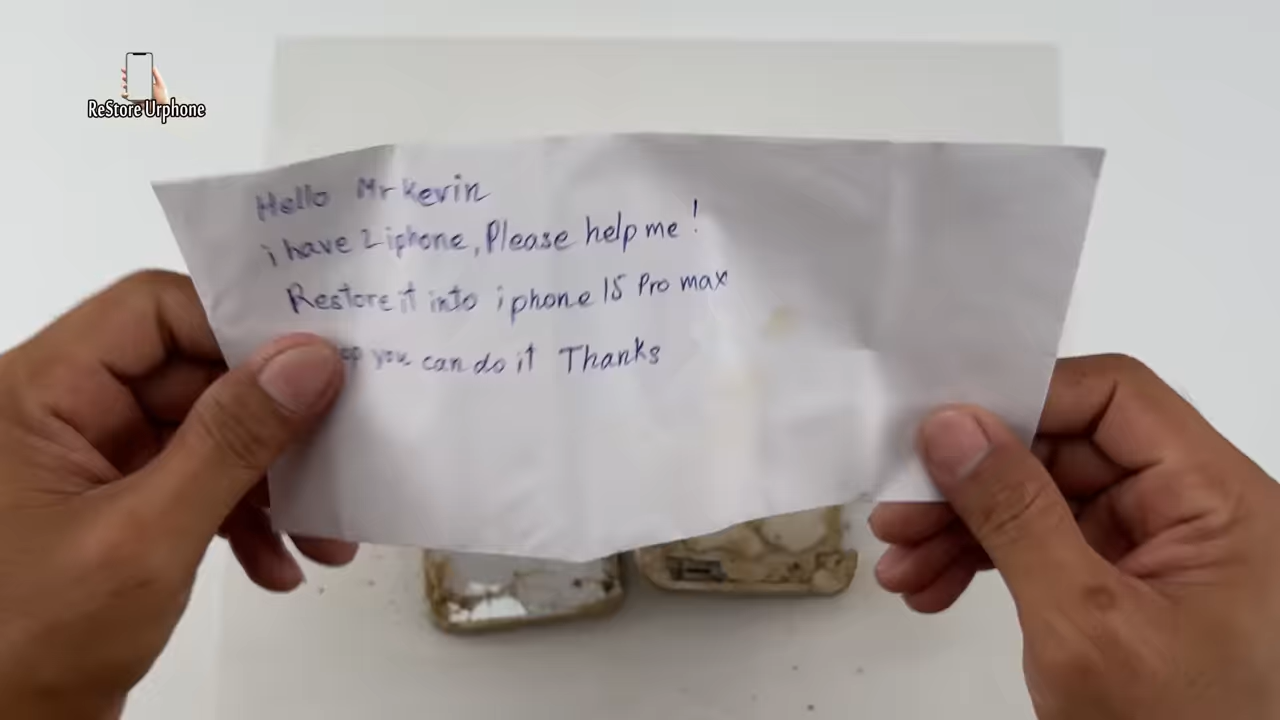 ReStore Urphone
Hello Mr Kevin
i have 2 iphone, Please help me !
Restore it into iphone 15 Pro max
you can do it Thanks